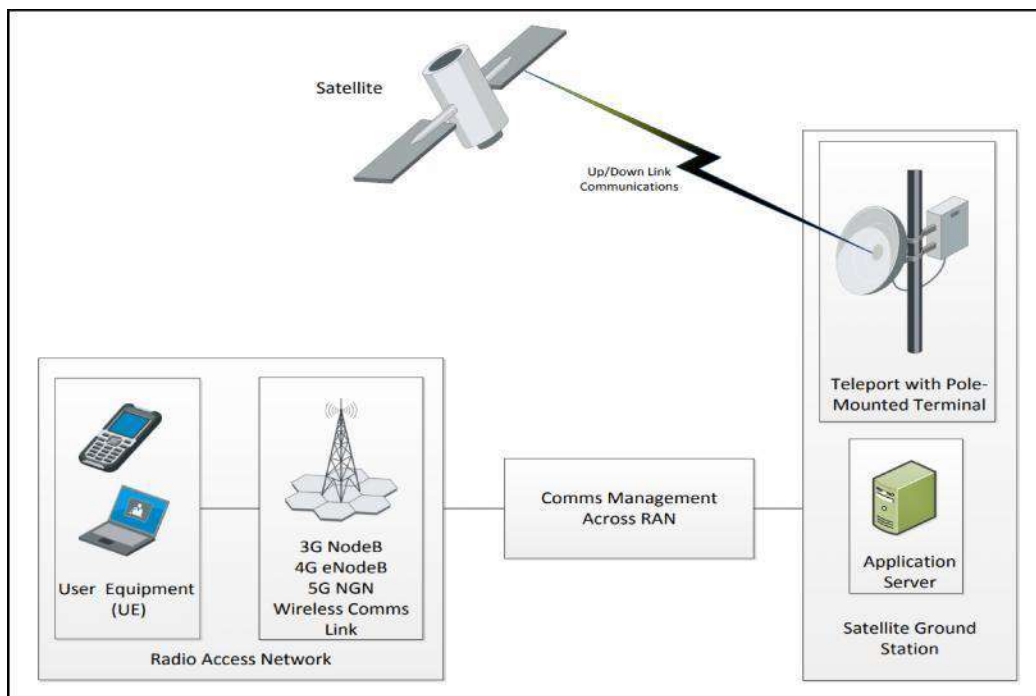 Satellite
Up/Down Link
Communications
Teleport with Pole-
Mounted Terminal
Comms Management
Across RAN
3G NodeB
4G eNodeB
5G NGN
Wireless Comms
Link
User Equipment
(UE)
Radio Access Network
Application
Server
Satellite Ground
Station